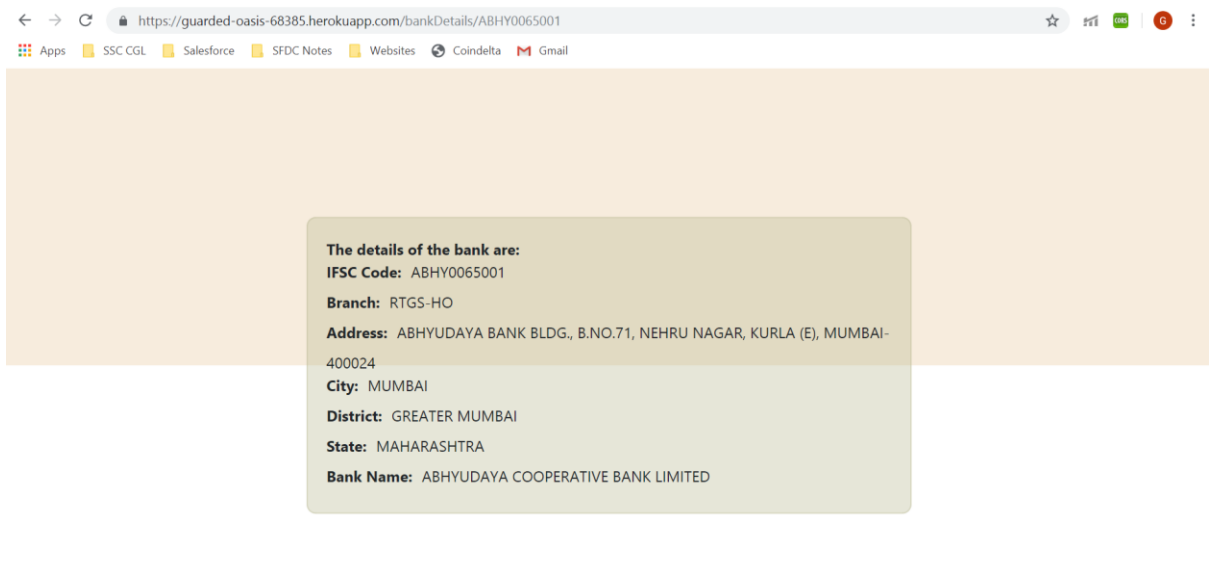 https://guarded-oasis-68385.herokuapp.com/bankDetails/ABHY0065001
G
Apps SSC CGL Salesforce SFDC Notes Websites Coindelta Gmail
The details of the bank are:
IFSC Code: ABHY0065001
Branch: RTGS-HO
Address: ABHYUDAYA BANK BLDG., B.NO.71, NEHRU NAGAR, KURLA (E), MUMBAI-
400024
City: MUMBAI
District: GREATER MUMBAI
State: MAHARASHTRA
Bank Name: ABHYUDAYA COOPERATIVE BANK LIMITED